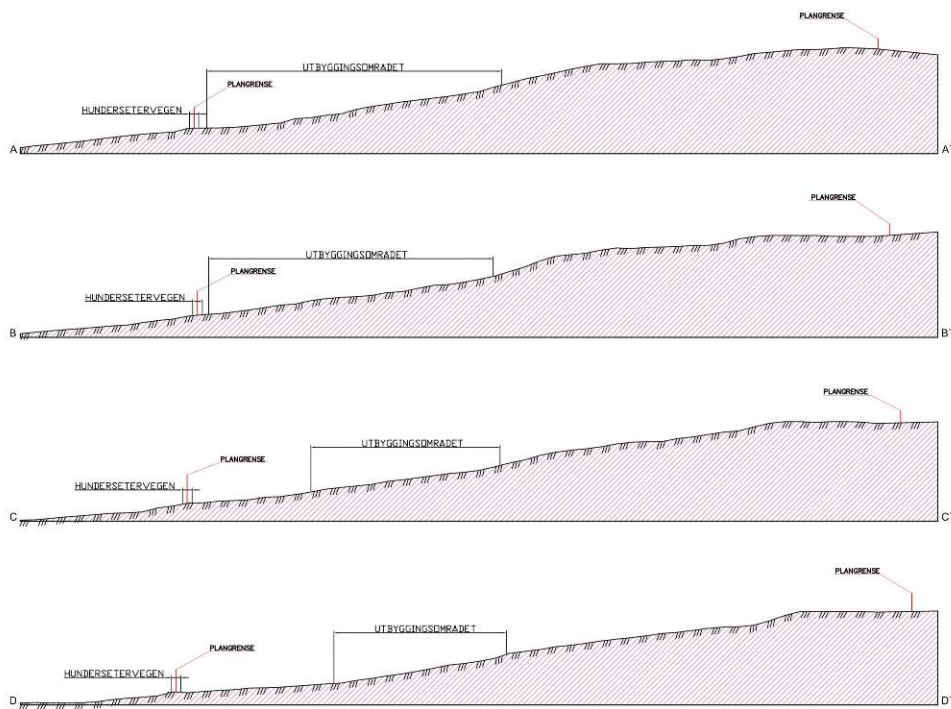 PLANGRENSE
UTBYGGINGSOMRADET
PLANGRENSE
HUNDERSETERVEGEN
A A'
PLANGRENSE
UTBYGGINGSOMRADET
PLANGRENSE
HUNDERSETERVEGEN
B B'
PLANGRENSE
UTBYGGINGSOMRADET
PLANGRENSE
HUNDERSETERVEGEN
C C'
PLANGRENSE
UTBYGGINGSOMRADET
PLANGRENSE
HUNDERSETERVEGEN
D D'